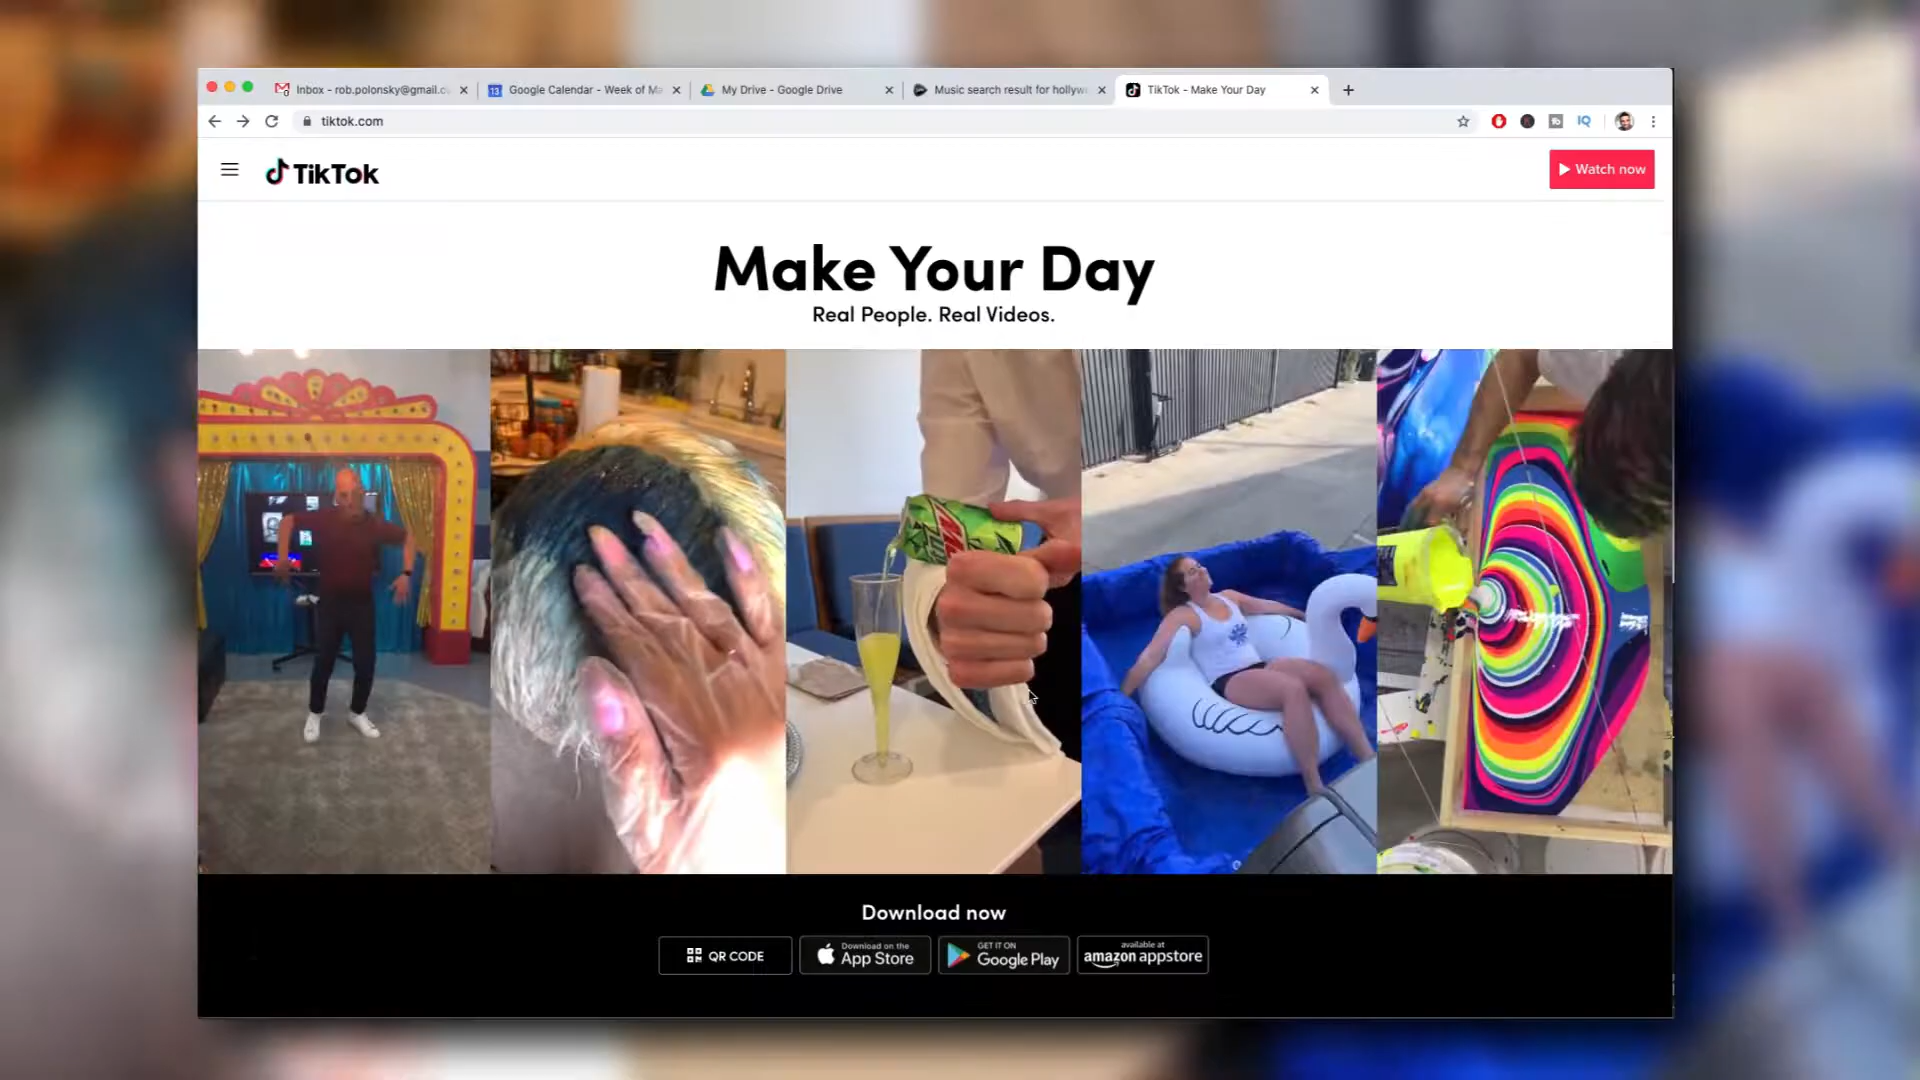 Inbox - rob.polonsky@gmail.c
Google Calendar - Week of Ma
My Drive - Google Drive
Music search result for hollyw
TikTok - Make Your Day
tiktok.com
IQ
TikTok
Watch now
Make Your Day
Real People. Real Videos.
Download now
QR CODE
Download on the
App Store
GET IT ON
Google Play
available at
amazon appstore